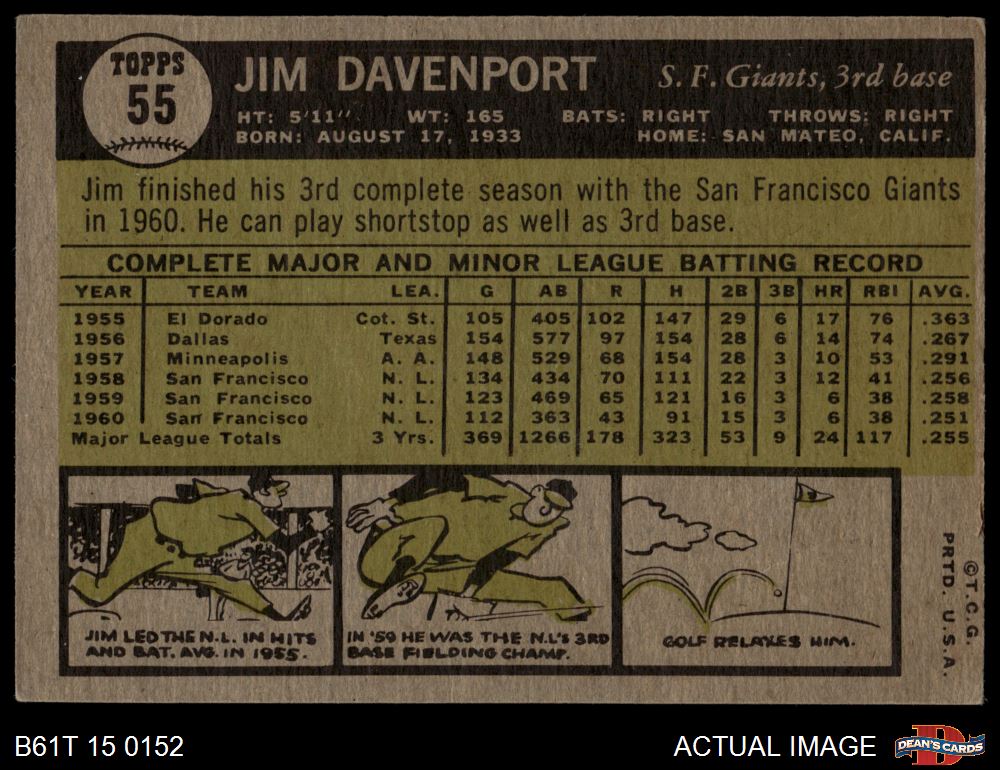 TOPPS
55
JIM DAVENPORT
S. F. Giants, 3rd base
HT: 5'11". WT: 165 BATS: RIGHT THROWS: RIGHT
BORN: AUGUST 17, 1933 HOME: SAN MATEO, CALIF.
Jim finished his 3rd complete season with the San Francisco Giants
in 1960. He can play shortstop as well as 3rd base.
COMPLETE MAJOR AND MINOR LEAGUE BATTING RECORD
YEAR TEAM LEA. G AB R H 2B 3B HR RBI AVG.
1955 El Dorado Cot. St. 105 405 102 147 29 6 17 76 .363
1956 Dallas Texas 154 577 97 154 28 6 14 74 .267
1957 Minneapolis A. A. 148 529 68 154 28 3 10 53 .291
1958 San Francisco N. L. 134 434 70 111 22 3 12 41 .256
1959 San Francisco N. L. 123 469 65 121 16 3 6 38 .258
1960 San Francisco N. L. 112 363 43 91 15 3 6 38 .251
Major League Totals 3 Yrs. 369 1266 178 323 53 9 24 117 .255
JIM LED THE N.L. IN HITS
AND BAT. AVG. IN 1955.
IN '59 HE WAS THE N.L'S 3RD
BASE FIELDING CHAMP.
GOLF RELAXES HIM.
©T.C.G.
PRTD. U.S.A.
B61T 15 0152
ACTUAL IMAGE
D
DEAN'S CARDS